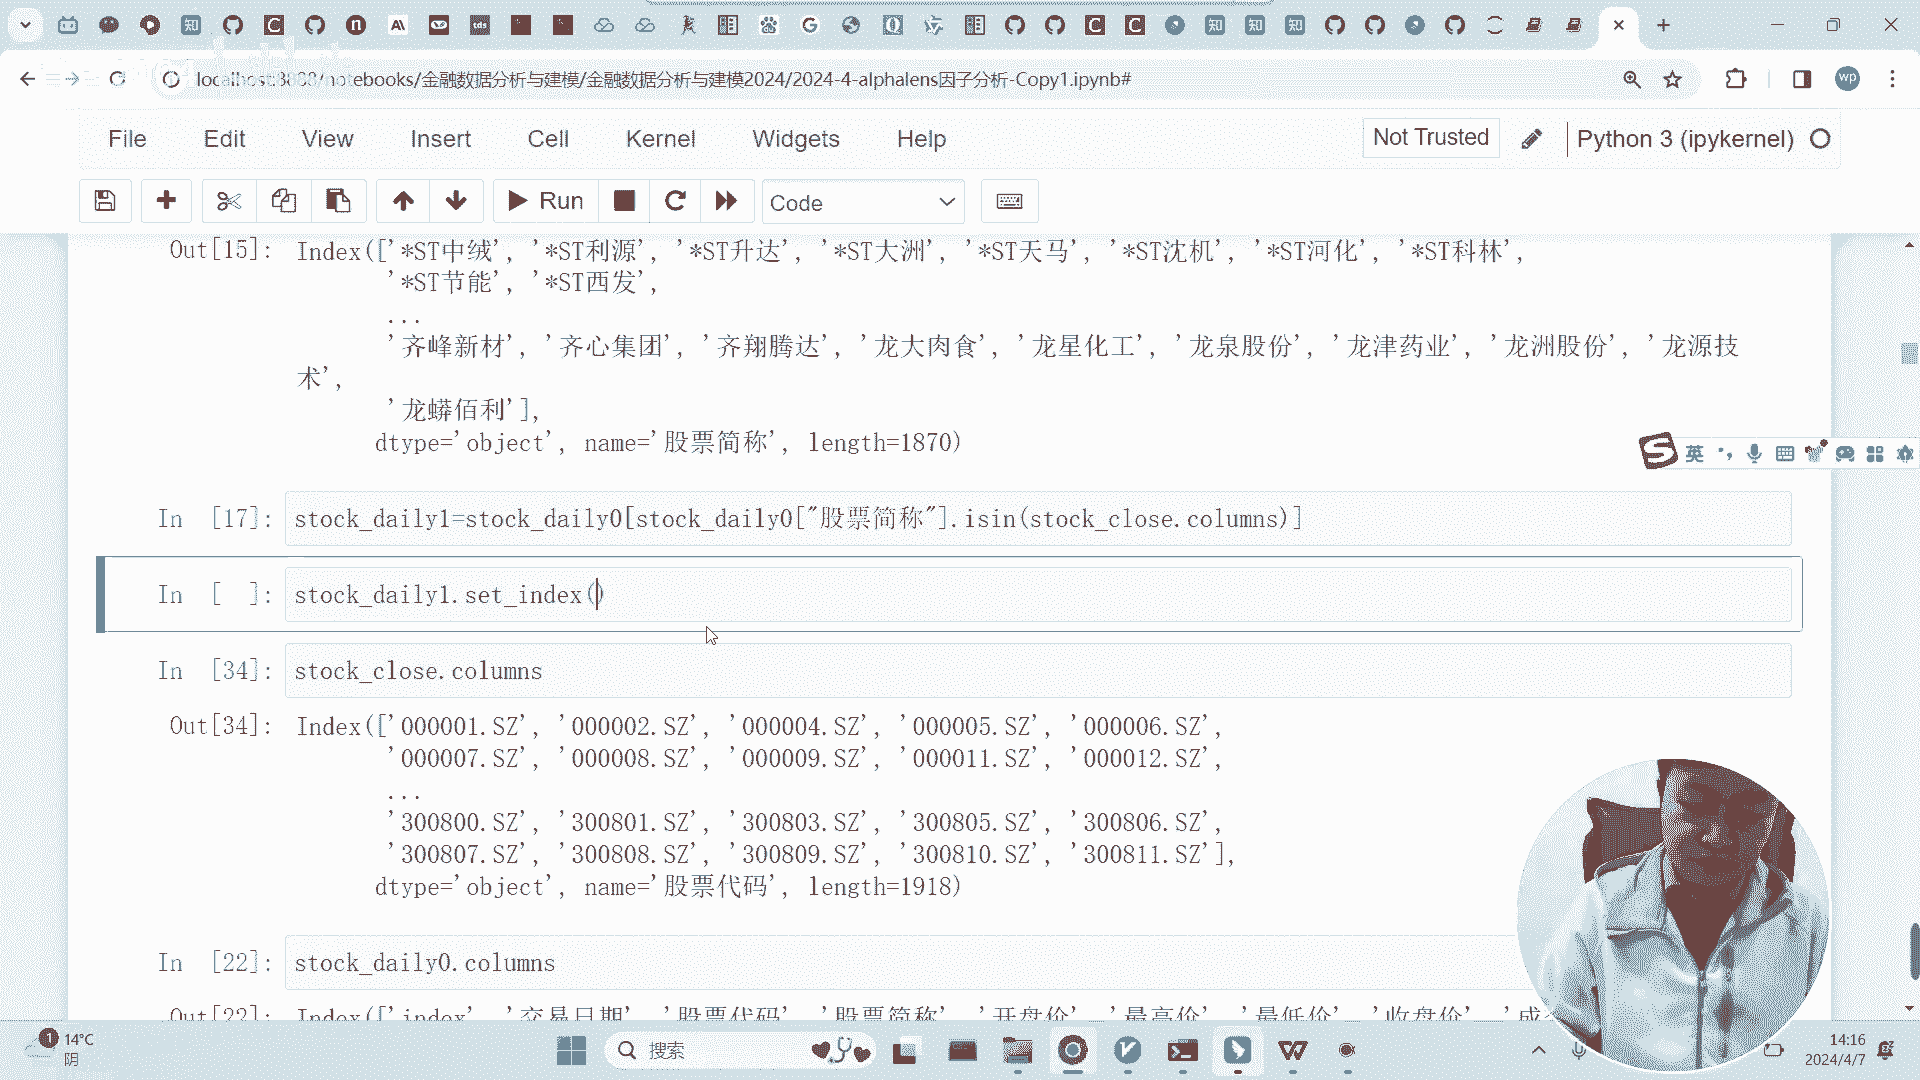 localhost:8888/notebooks/金融数据分析与建模/金融数据分析与建模2024/2024-4-alphalens因子分析-Copy1.ipynb#
File Edit View Insert Cell Kernel Widgets Help
Not Trusted
Python 3 (ipykernel)
Run
Code
Out[15]: Index(['*ST中绒', '*ST利源', '*ST升达', '*ST大洲', '*ST天马', '*ST沈机', '*ST河化', '*ST科林',
'*ST节能', '*ST西发',
...
'齐峰新材', '齐心集团', '齐翔腾达', '龙大肉食', '龙星化工', '龙泉股份', '龙津药业', '龙洲股份', '龙源技
术',
'龙蟒佰利'],
dtype='object', name='股票简称', length=1870)
英
In [17]: stock_daily1=stock_daily0[stock_daily0["股票简称"].isin(stock_close.columns)]
In [ ]: stock_daily1.set_index()
In [34]: stock_close.columns
Out[34]: Index(['000001.SZ', '000002.SZ', '000004.SZ', '000005.SZ', '000006.SZ',
'000007.SZ', '000008.SZ', '000009.SZ', '000011.SZ', '000012.SZ',
...
'300800.SZ', '300801.SZ', '300803.SZ', '300805.SZ', '300806.SZ',
'300807.SZ', '300808.SZ', '300809.SZ', '300810.SZ', '300811.SZ'],
dtype='object', name='股票代码', length=1918)
In [22]: stock_daily0.columns
Out[22]: Index(['index', '交易日期', '股票代码', '股票简称', '开盘价', '最高价', '最低价', '收盘价', '成
14°C
阴
搜索
14:16
2024/4/7